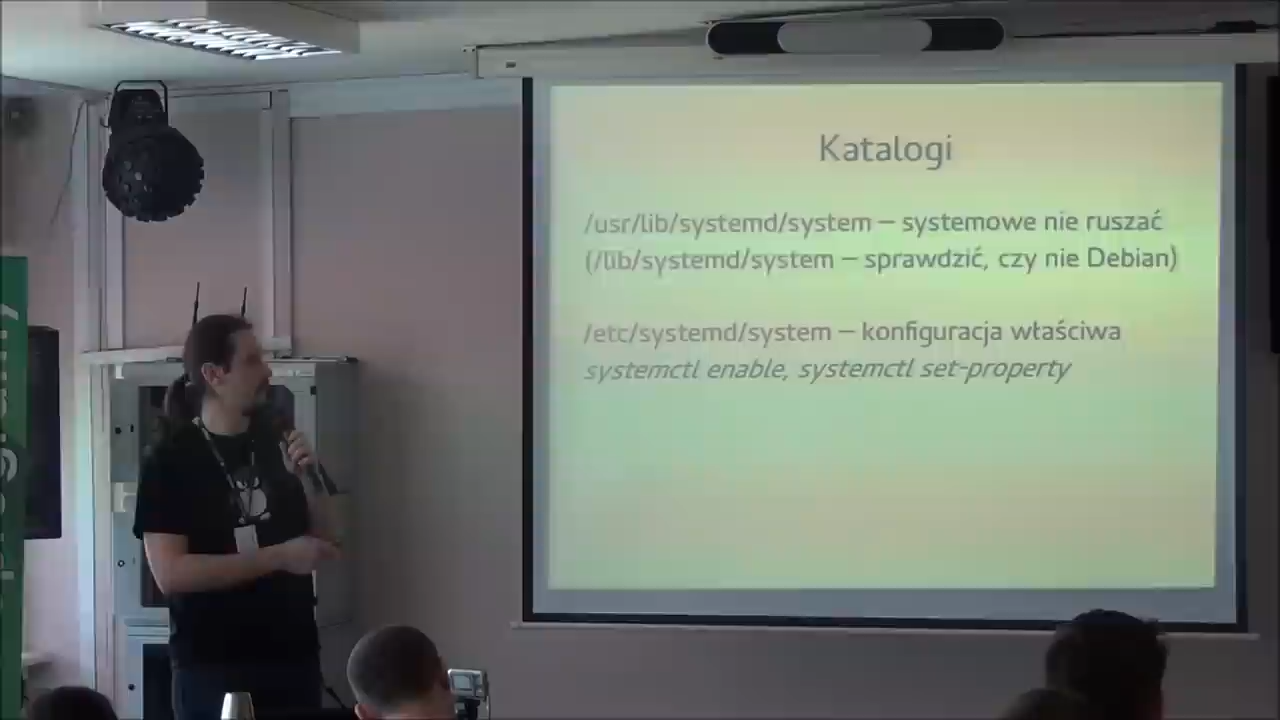 Katalogi
/usr/lib/systemd/system – systemowe nie ruszać
(/lib/systemd/system – sprawdzić, czy nie Debian)
/etc/systemd/system – konfiguracja właściwa
systemctl enable, systemctl set-property